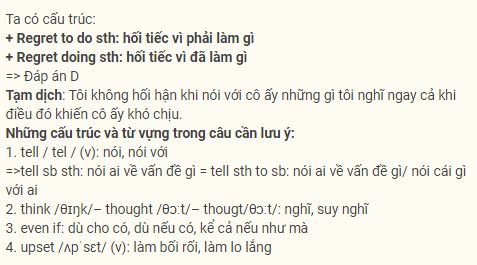 Ta có cấu trúc:
+ Regret to do sth: hối tiếc vì phải làm gì
+ Regret doing sth: hối tiếc vì đã làm gì
=> Đáp án D
Tạm dịch: Tôi không hối hận khi nói với cô ấy những gì tôi nghĩ ngay cả khi
điều đó khiến cô ấy khó chịu.
Những cấu trúc và từ vựng trong câu cần lưu ý:
1. tell / tel / (v): nói, nói với
=>tell sb sth: nói ai về vấn đề gì = tell sth to sb: nói ai về vấn đề gì/ nói cái gì
với ai
2. think /θɪŋk/– thought /θɔːt/– thougt/θɔːt/: nghĩ, suy nghĩ
3. even if: dù cho có, dù nếu có, kể cả nếu như mà
4. upset /ʌpˈsɛt/ (v): làm bối rối, làm lo lắng